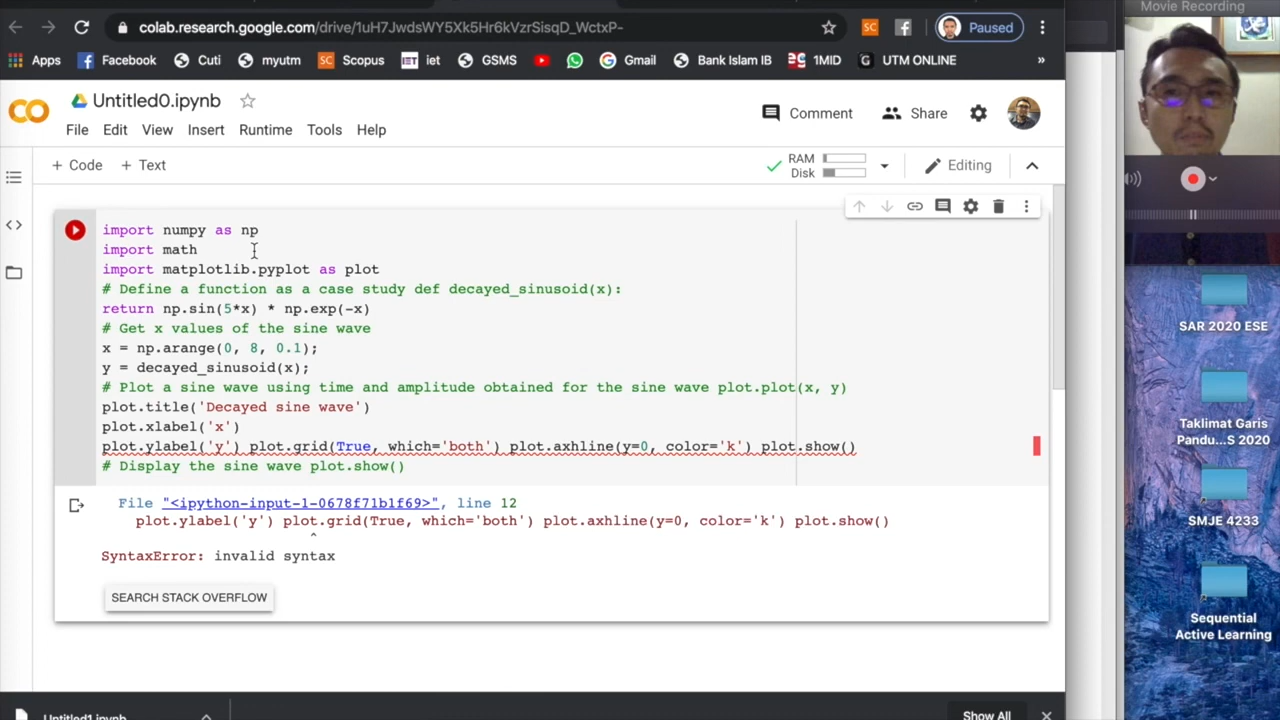 Movie Recording
colab.research.google.com/drive/1uH7JwdsWY5Xk5Hr6kVzrSisqD_WctxP-
SC
Paused
Apps Facebook Cuti myutm SC Scopus IET iet GSMS Gmail Bank Islam IB 1MID UTM ONLINE »
CO Untitled0.ipynb
Comment Share
File Edit View Insert Runtime Tools Help
+ Code + Text
RAM
Disk
Editing
import numpy as np
import math
import matplotlib.pyplot as plot
# Define a function as a case study def decayed_sinusoid(x):
return np.sin(5*x) * np.exp(-x)
# Get x values of the sine wave
x = np.arange(0, 8, 0.1);
y = decayed_sinusoid(x);
# Plot a sine wave using time and amplitude obtained for the sine wave plot.plot(x, y)
plot.title('Decayed sine wave')
plot.xlabel('x')
plot.ylabel('y') plot.grid(True, which='both') plot.axhline(y=0, color='k') plot.show()
# Display the sine wave plot.show()
File "<ipython-input-1-0678f71b1f69>", line 12
plot.ylabel('y') plot.grid(True, which='both') plot.axhline(y=0, color='k') plot.show()
^
SyntaxError: invalid syntax
SEARCH STACK OVERFLOW
Untitled1.ipynb
Show All
SAR 2020 ESE
Taklimat Garis
Pandu...S 2020
SMJE 4233
Sequential
Active Learning